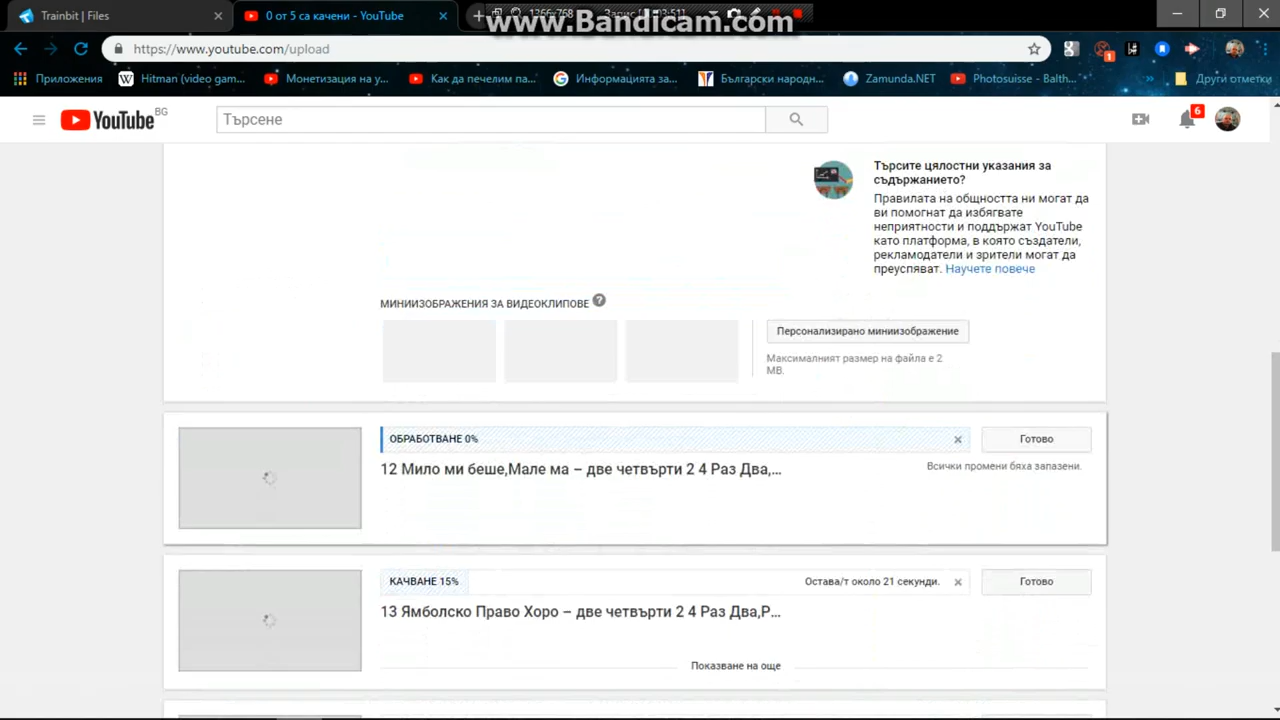 Trainbit | Files
0 от 5 са качени - YouTube
1366x768
www.Bandicam.com
https://www.youtube.com/upload
1
Приложения
Hitman (video gam...
Монетизация на у...
Как да печелим па...
Информацията за...
Български народн...
Zamunda.NET
Photosuisse - Balth...
»
Други отметки
YouTube BG
Търсене
6
Търсите цялостни указания за
съдържанието?
Правилата на общността ни могат да
ви помогнат да избягвате
неприятности и поддържат YouTube
като платформа, в която създатели,
рекламодатели и зрители могат да
преуспяват. Научете повече
МИНИИЗОБРАЖЕНИЯ ЗА ВИДЕОКЛИПОВЕ ?
Персонализирано миниизображение
Максималният размер на файла е 2
MB.
ОБРАБОТВАНЕ 0%
Готово
12 Мило ми беше,Мале ма – две четвърти 2 4 Раз Два,...
Всички промени бяха запазени.
КАЧВАНЕ 15%
Остава/т около 21 секунди.
Готово
13 Ямболско Право Хоро – две четвърти 2 4 Раз Два,Р...
Показване на още